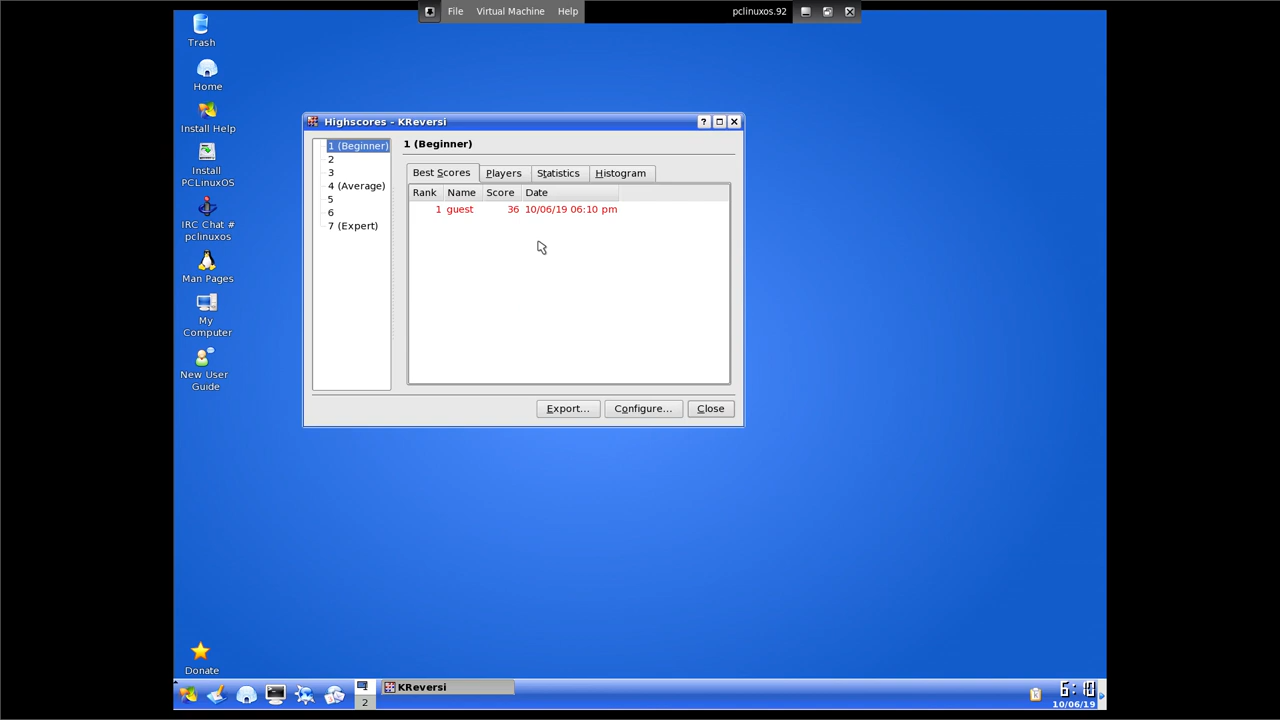 File Virtual Machine Help pclinuxos.92
Trash
Home
Install Help
Install
PCLinuxOS
IRC Chat #
pclinuxos
Man Pages
My
Computer
New User
Guide
Donate
Highscores - KReversi
1 (Beginner)
2
3
4 (Average)
5
6
7 (Expert)
1 (Beginner)
Best Scores Players Statistics Histogram
Rank Name Score Date
1 guest 36 10/06/19 06:10 pm
Export... Configure... Close
2
KReversi
6:10
10/06/19